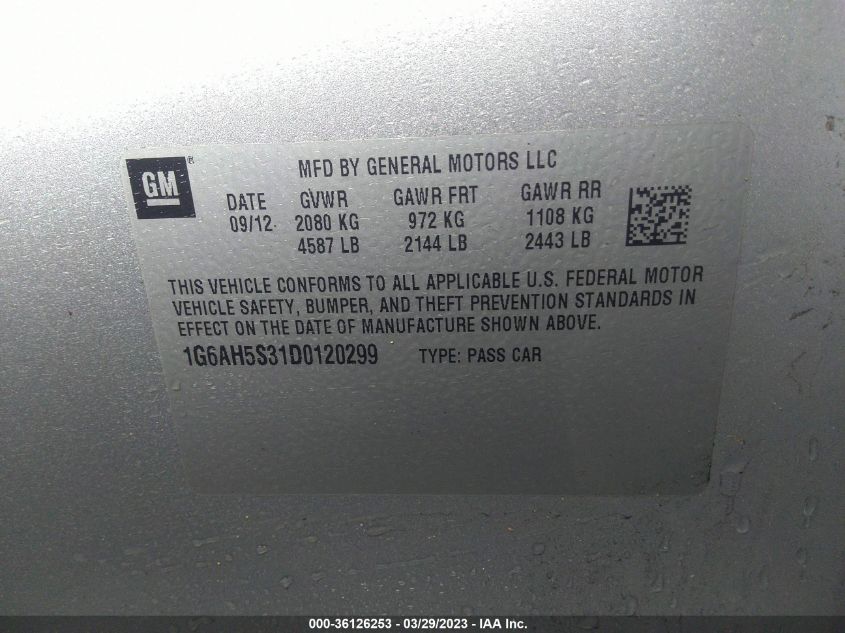 GM ®
MFD BY GENERAL MOTORS LLC
DATE GVWR GAWR FRT GAWR RR
09/12 2080 KG 972 KG 1108 KG
4587 LB 2144 LB 2443 LB
THIS VEHICLE CONFORMS TO ALL APPLICABLE U.S. FEDERAL MOTOR
VEHICLE SAFETY, BUMPER, AND THEFT PREVENTION STANDARDS IN
EFFECT ON THE DATE OF MANUFACTURE SHOWN ABOVE.
1G6AH5S31D0120299 TYPE: PASS CAR
000-36126253 - 03/29/2023 - IAA Inc.